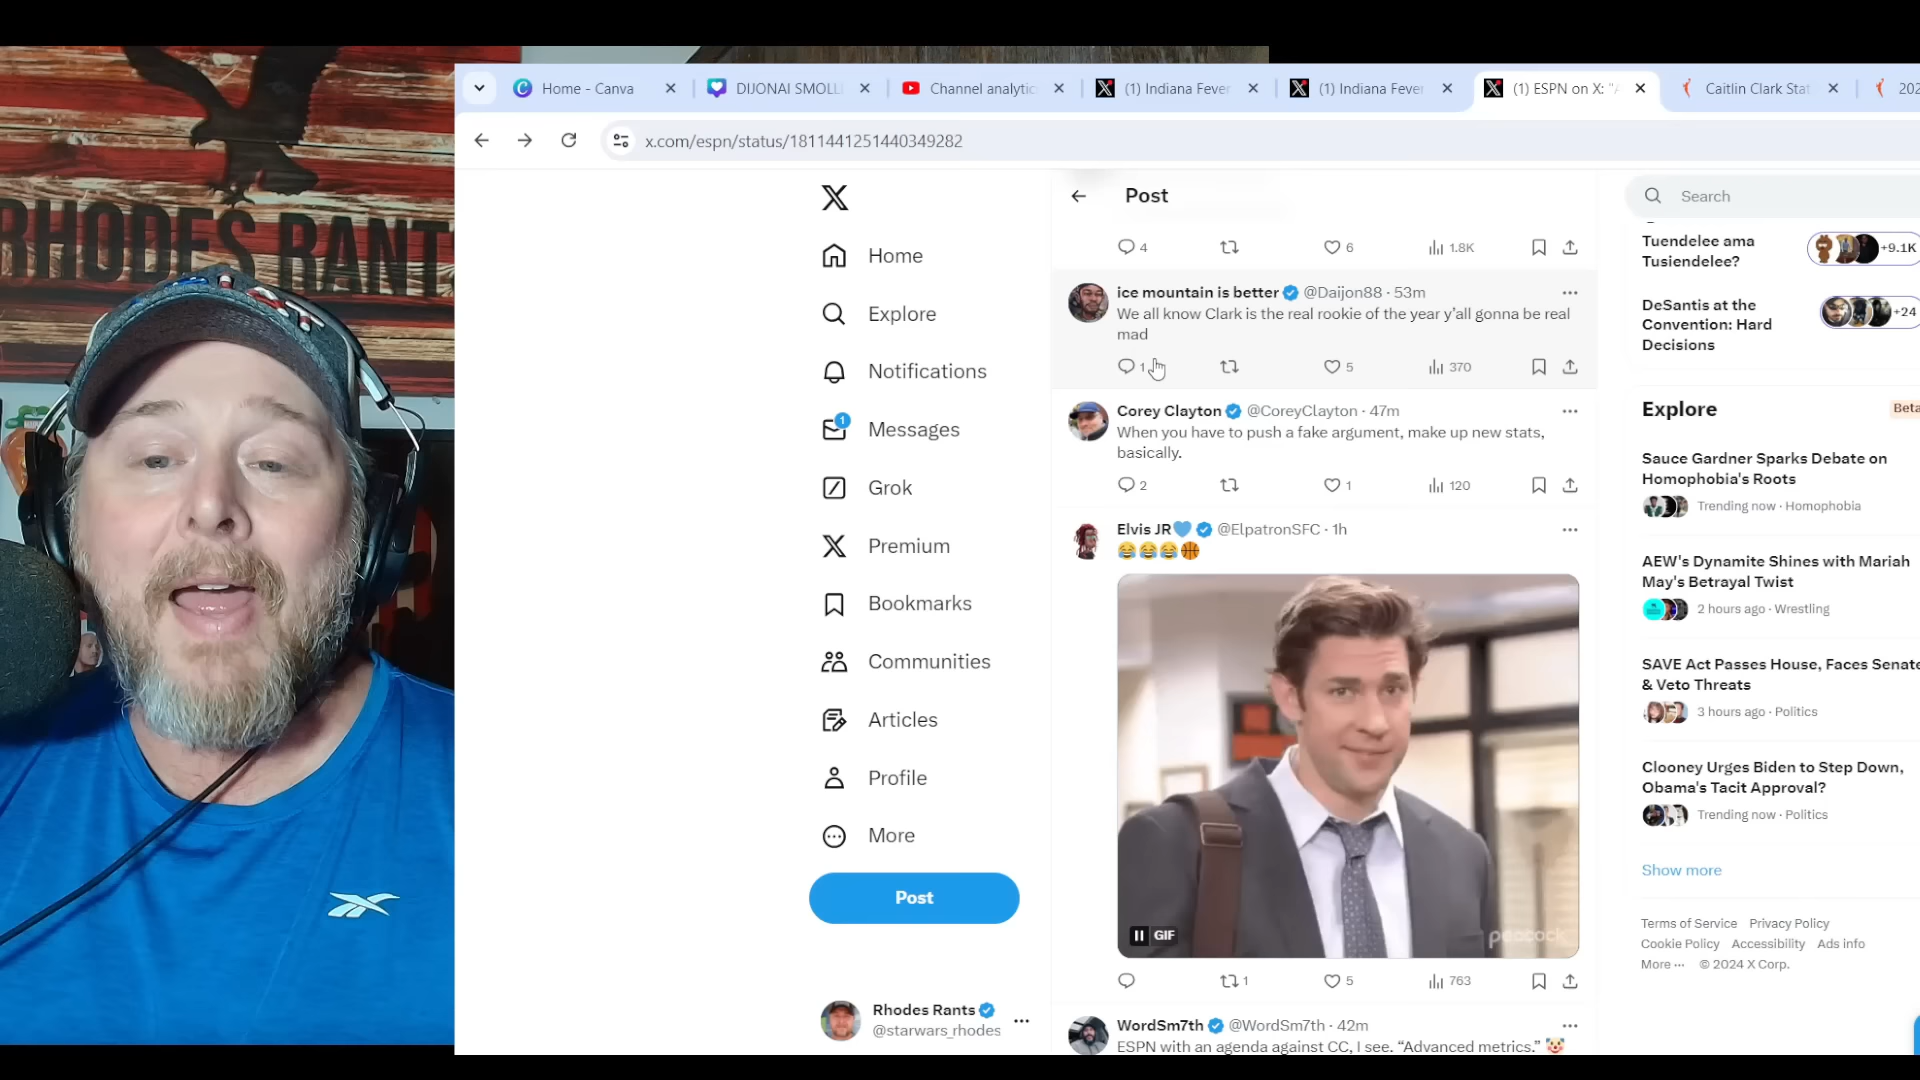 RHODES RANT
Home - Canva
DIJONAI SMOLL
Channel analytic
(1) Indiana Fever
(1) Indiana Fever
(1) ESPN on X: "A
Caitlin Clark Stat
202
x.com/espn/status/1811441251440349282
Home
Explore
Notifications
1
Messages
Grok
Premium
Bookmarks
Communities
Articles
Profile
More
Post
Rhodes Rants
@starwars_rhodes
Post
4
6
1.8K
ice mountain is better @Daijon88 · 53m
We all know Clark is the real rookie of the year y'all gonna be real
mad
1
5
370
Corey Clayton @CoreyClayton · 47m
When you have to push a fake argument, make up new stats,
basically.
2
1
120
Elvis JR💙 @ElpatronSFC · 1h
😂😂😂🏀
GIF
peacock
1
5
763
WordSm7th @WordSm7th · 42m
ESPN with an agenda against CC, I see. “Advanced metrics.” 🤡
Search
Tuendelee ama
Tusiendelee?
+9.1K
DeSantis at the
Convention: Hard
Decisions
+24
Explore
Beta
Sauce Gardner Sparks Debate on
Homophobia's Roots
Trending now · Homophobia
AEW's Dynamite Shines with Mariah
May's Betrayal Twist
2 hours ago · Wrestling
SAVE Act Passes House, Faces Senate
& Veto Threats
3 hours ago · Politics
Clooney Urges Biden to Step Down,
Obama's Tacit Approval?
Trending now · Politics
Show more
Terms of Service Privacy Policy
Cookie Policy Accessibility Ads info
More ··· © 2024 X Corp.